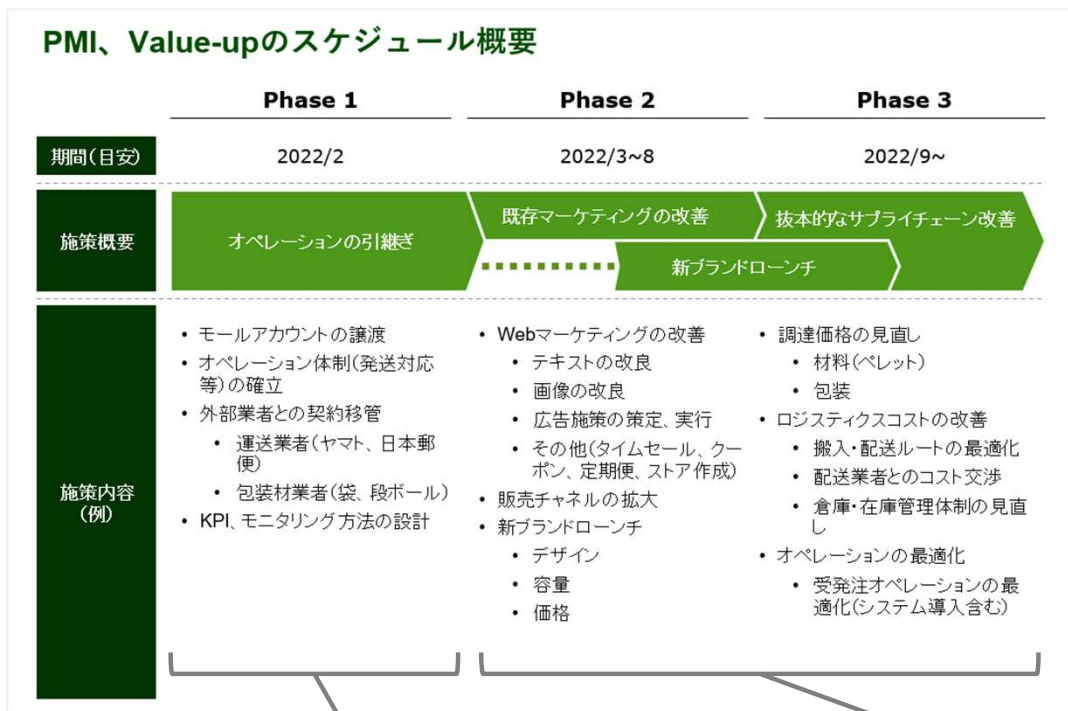 PMI、Value-upのスケジュール概要
Phase 1
Phase 2
Phase 3
期間(目安)
2022/2
2022/3~8
2022/9~
施策概要
オペレーションの引継ぎ
既存マーケティングの改善
抜本的なサプライチェーン改善
新ブランドローンチ
施策内容
(例)
• モールアカウントの譲渡
• オペレーション体制(発送対応
等)の確立
• 外部業者との契約移管
• 運送業者(ヤマト、日本郵
便)
• 包装材業者(袋、段ボール)
• KPI、モニタリング方法の設計
• Webマーケティングの改善
• テキストの改良
• 画像の改良
• 広告施策の策定、実行
• その他(タイムセール、クー
ポン、定期便、ストア作成)
• 販売チャネルの拡大
• 新ブランドローンチ
• デザイン
• 容量
• 価格
• 調達価格の見直し
• 材料(ペレット)
• 包装
• ロジスティクスコストの改善
• 搬入・配送ルートの最適化
• 配送業者とのコスト交渉
• 倉庫・在庫管理体制の見直
し
• オペレーションの最適化
• 受発注オペレーションの最
適化(システム導入含む)